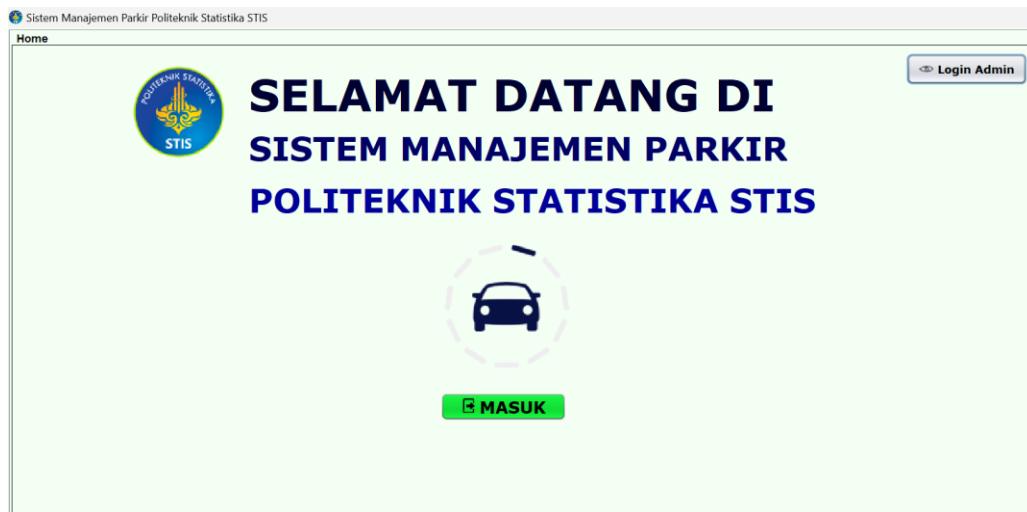 Sistem Manajemen Parkir Politeknik Statistika STIS
Home
Login Admin
POLITEKNIK STATISTIKA
STIS
SELAMAT DATANG DI
SISTEM MANAJEMEN PARKIR
POLITEKNIK STATISTIKA STIS
MASUK